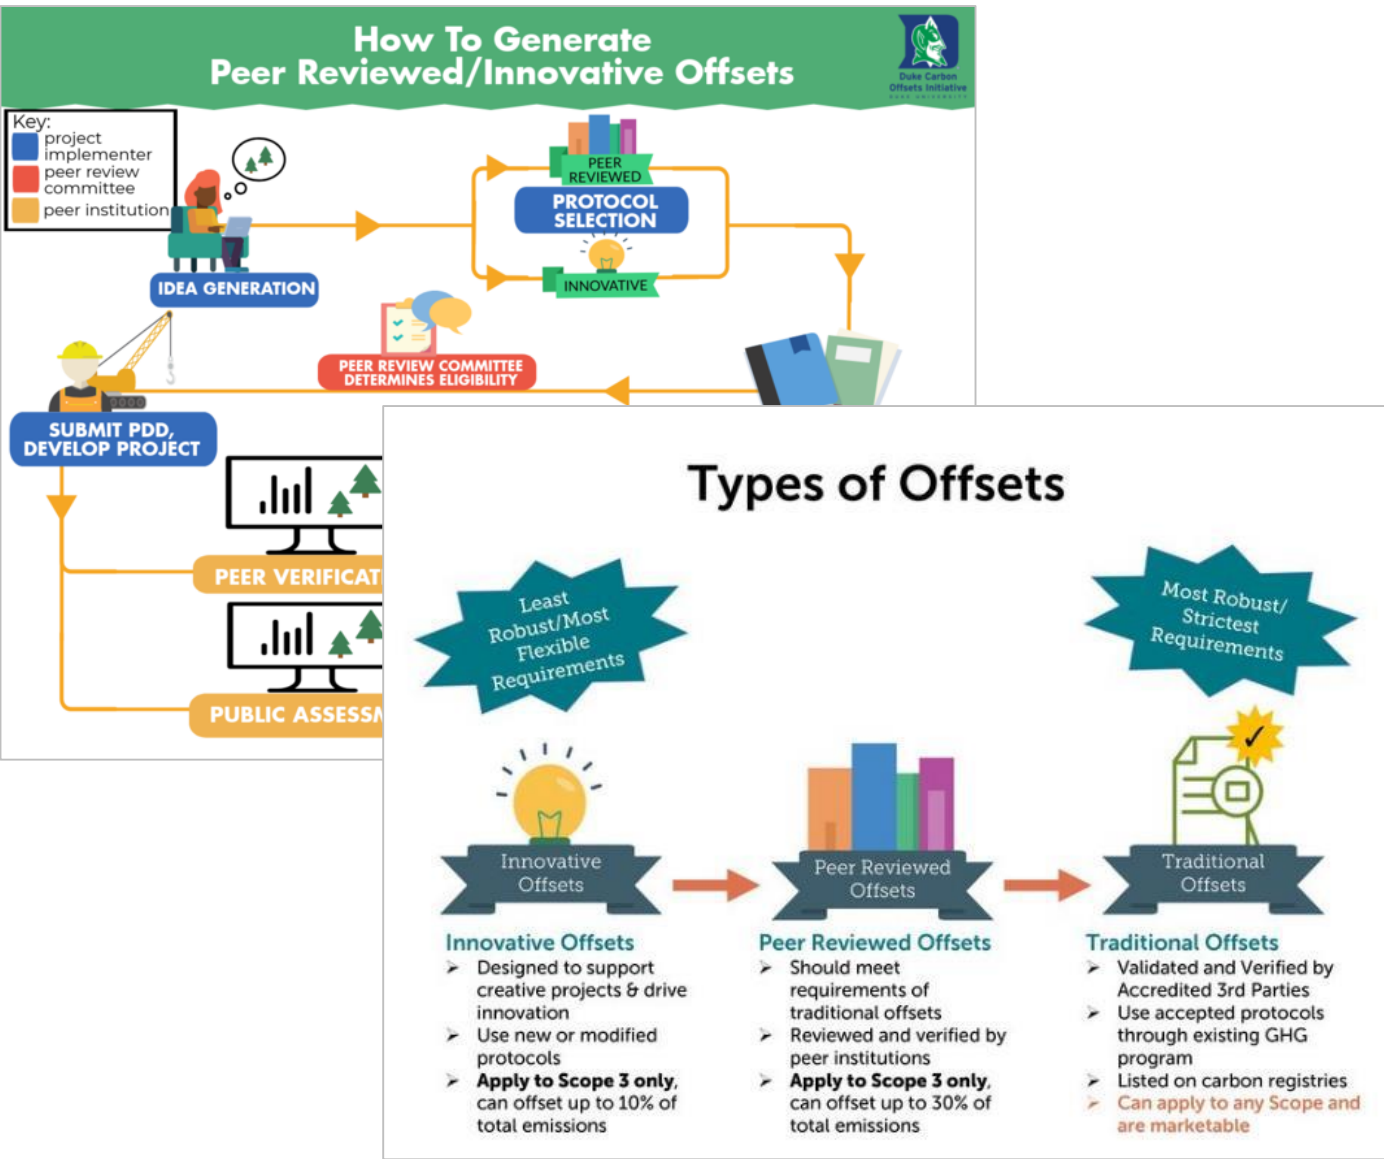 How To Generate
Peer Reviewed/Innovative Offsets
Duke Carbon
Offsets Initiative
DUKE UNIVERSITY
Key:
project
implementer
peer review
committee
peer institution
IDEA GENERATION
PEER
REVIEWED
PROTOCOL
SELECTION
INNOVATIVE
PEER REVIEW COMMITTEE
DETERMINES ELIGIBILITY
SUBMIT PDD,
DEVELOP PROJECT
PEER VERIFICAT
PUBLIC ASSESSM
Types of Offsets
Least
Robust/Most
Flexible
Requirements
Most Robust/
Strictest
Requirements
Innovative
Offsets
Peer Reviewed
Offsets
Traditional
Offsets
Innovative Offsets
➢ Designed to support
creative projects & drive
innovation
➢ Use new or modified
protocols
➢ Apply to Scope 3 only,
can offset up to 10% of
total emissions
Peer Reviewed Offsets
➢ Should meet
requirements of
traditional offsets
➢ Reviewed and verified by
peer institutions
➢ Apply to Scope 3 only,
can offset up to 30% of
total emissions
Traditional Offsets
➢ Validated and Verified by
Accredited 3rd Parties
➢ Use accepted protocols
through existing GHG
program
➢ Listed on carbon registries
➢ Can apply to any Scope and
are marketable